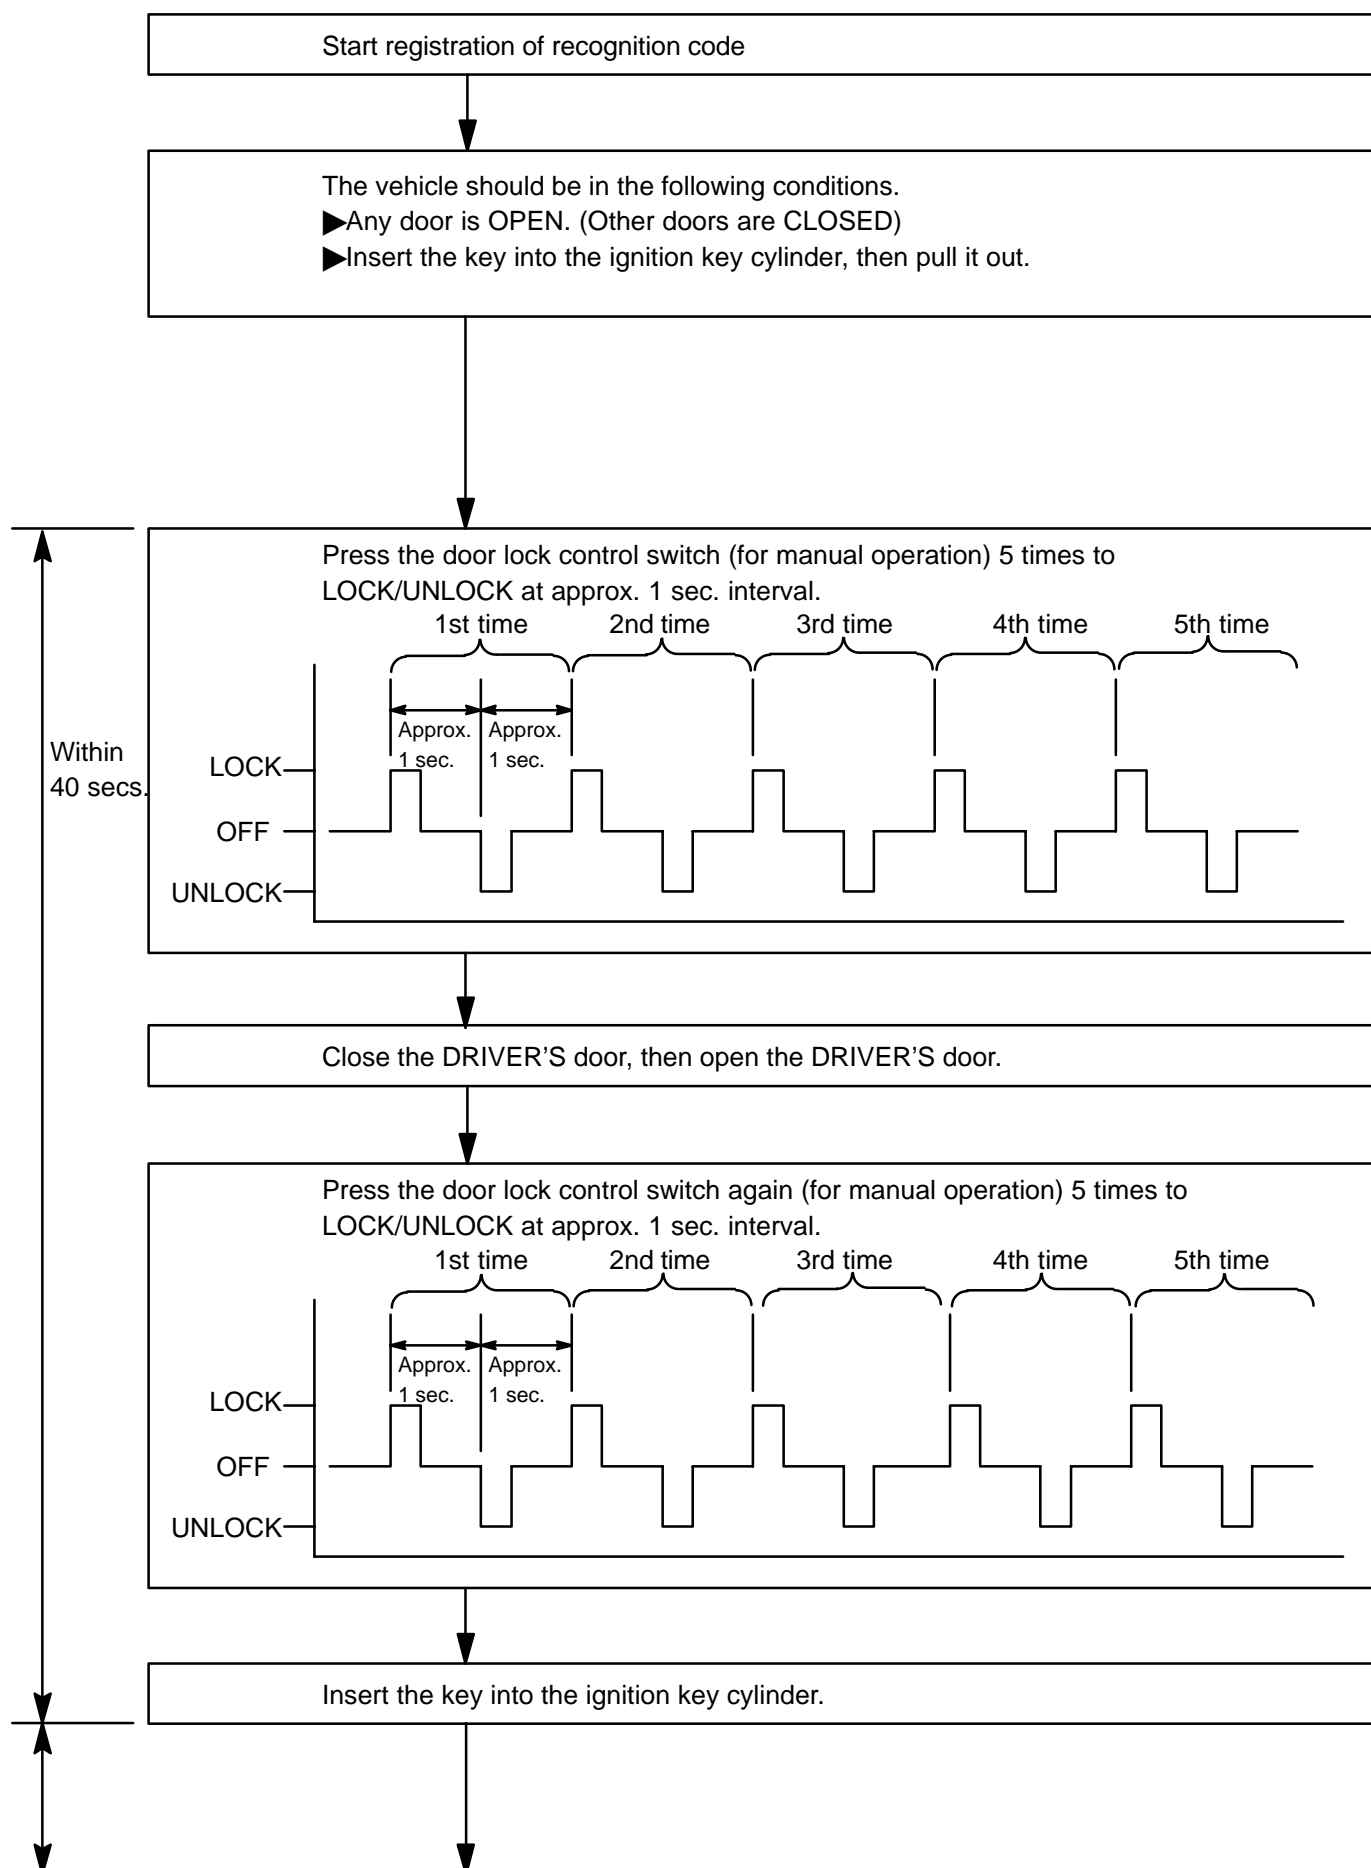 Start registration of recognition code
The vehicle should be in the following conditions.
▶Any door is OPEN. (Other doors are CLOSED)
▶Insert the key into the ignition key cylinder, then pull it out.
Press the door lock control switch (for manual operation) 5 times to
LOCK/UNLOCK at approx. 1 sec. interval.
1st time 2nd time 3rd time 4th time 5th time
Approx. Approx.
1 sec. 1 sec.
Within
40 secs.
LOCK
OFF
UNLOCK
Close the DRIVER'S door, then open the DRIVER'S door.
Press the door lock control switch again (for manual operation) 5 times to
LOCK/UNLOCK at approx. 1 sec. interval.
1st time 2nd time 3rd time 4th time 5th time
Approx. Approx.
1 sec. 1 sec.
LOCK
OFF
UNLOCK
Insert the key into the ignition key cylinder.